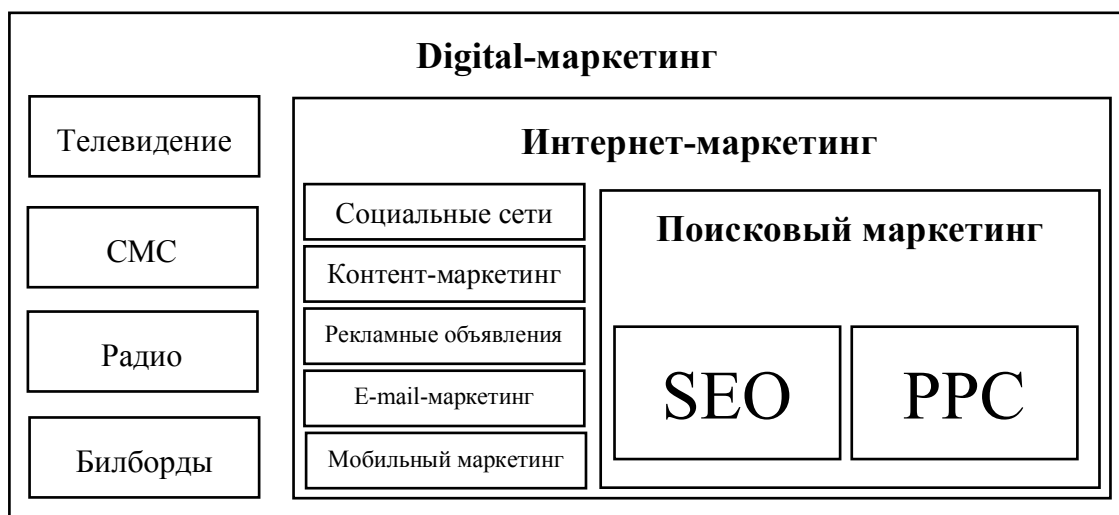 Digital-маркетинг
Телевидение
СМС
Радио
Билборды
Интернет-маркетинг
Социальные сети
Контент-маркетинг
Рекламные объявления
E-mail-маркетинг
Мобильный маркетинг
Поисковый маркетинг
SEO
PPC